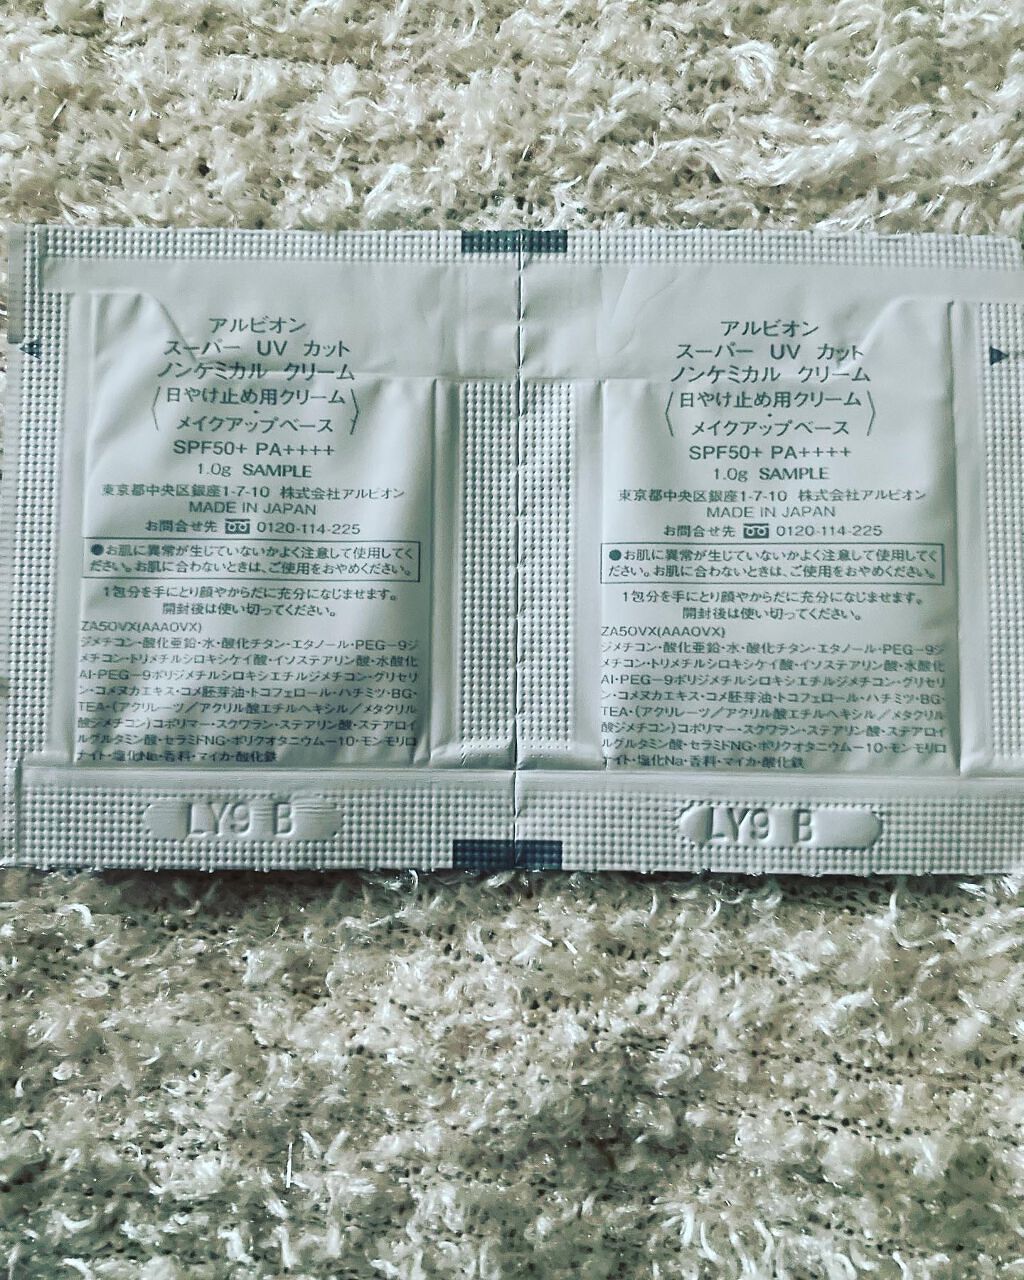 アルビオン
スーパー UV カット
ノンケミカル クリーム
日やけ止め用クリーム
・
メイクアップベース
SPF50+ PA++++
1.0g SAMPLE
東京都中央区銀座1-7-10 株式会社アルビオン
MADE IN JAPAN
お問合せ先 0120-114-225
●お肌に異常が生じていないかよく注意して使用してく
ださい。お肌に合わないときは、ご使用をおやめください。
1包分を手にとり顔やからだに充分になじませます。
開封後は使い切ってください。
ZA50VX(AAA0VX)
ジメチコン・酸化亜鉛・水・酸化チタン・エタノール・PEG-9ジ
メチコン・トリメチルシロキシケイ酸・イソステアリン酸・水酸化
Al・PEG-9ポリジメチルシロキシエチルジメチコン・グリセリ
ン・コメヌカエキス・コメ胚芽油・トコフェロール・ハチミツ・BG・
TEA・(アクリレーツ/アクリル酸エチルヘキシル/メタクリル
酸ジメチコン)コポリマー・スクワラン・ステアリン酸・ステアロイ
ルグルタミン酸・セラミドNG・ポリクオタニウム-10・モンモリロ
ナイト・塩化Na・香料・マイカ・酸化鉄
LY9 B
アルビオン
スーパー UV カット
ノンケミカル クリーム
日やけ止め用クリーム
・
メイクアップベース
SPF50+ PA++++
1.0g SAMPLE
東京都中央区銀座1-7-10 株式会社アルビオン
MADE IN JAPAN
お問合せ先 0120-114-225
●お肌に異常が生じていないかよく注意して使用してく
ださい。お肌に合わないときは、ご使用をおやめください。
1包分を手にとり顔やからだに充分になじませます。
開封後は使い切ってください。
ZA50VX(AAA0VX)
ジメチコン・酸化亜鉛・水・酸化チタン・エタノール・PEG-9ジ
メチコン・トリメチルシロキシケイ酸・イソステアリン酸・水酸化
Al・PEG-9ポリジメチルシロキシエチルジメチコン・グリセリ
ン・コメヌカエキス・コメ胚芽油・トコフェロール・ハチミツ・BG・
TEA・(アクリレーツ/アクリル酸エチルヘキシル/メタクリル
酸ジメチコン)コポリマー・スクワラン・ステアリン酸・ステアロイ
ルグルタミン酸・セラミドNG・ポリクオタニウム-10・モンモリロ
ナイト・塩化Na・香料・マイカ・酸化鉄
LY9 B